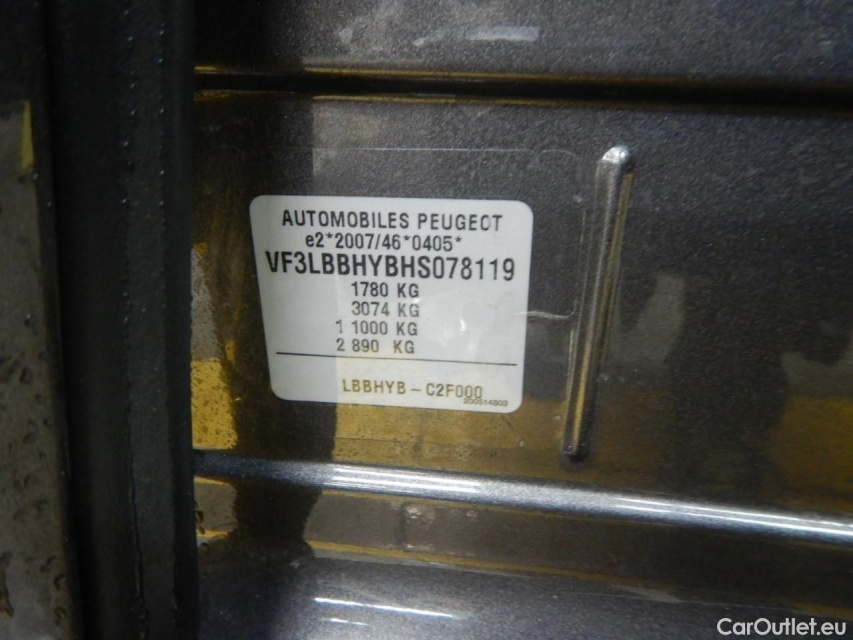 AUTOMOBILES PEUGEOT
e2*2007/46*0405*
VF3LBBHYBHS078119
1780 KG
3074 KG
1 1000 KG
2 890 KG
LBBHYB - C2F000
CarOutlet.eu